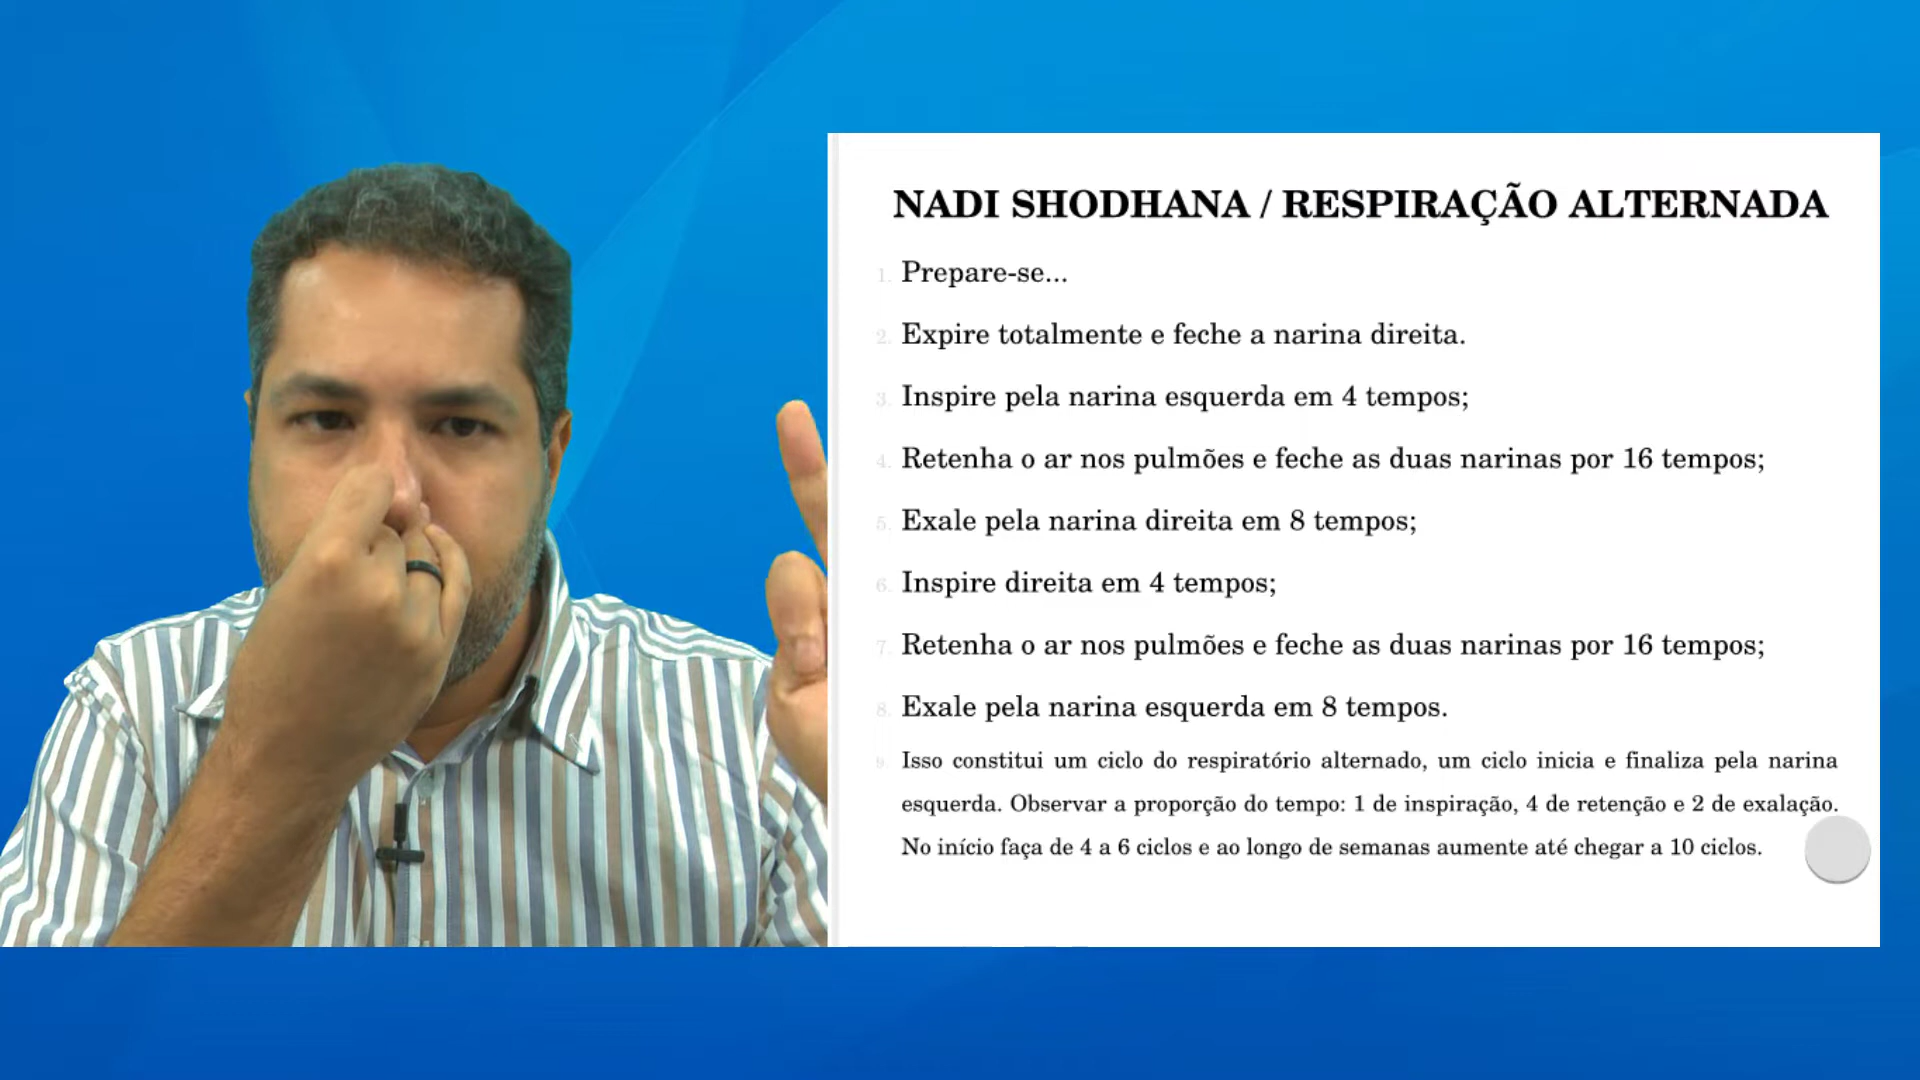 NADI SHODHANA / RESPIRAÇÃO ALTERNADA
1. Prepare-se...
2. Expire totalmente e feche a narina direita.
3. Inspire pela narina esquerda em 4 tempos;
4. Retenha o ar nos pulmões e feche as duas narinas por 16 tempos;
5. Exale pela narina direita em 8 tempos;
6. Inspire direita em 4 tempos;
7. Retenha o ar nos pulmões e feche as duas narinas por 16 tempos;
8. Exale pela narina esquerda em 8 tempos.
9. Isso constitui um ciclo do respiratório alternado, um ciclo inicia e finaliza pela narina
esquerda. Observar a proporção do tempo: 1 de inspiração, 4 de retenção e 2 de exalação.
No início faça de 4 a 6 ciclos e ao longo de semanas aumente até chegar a 10 ciclos.